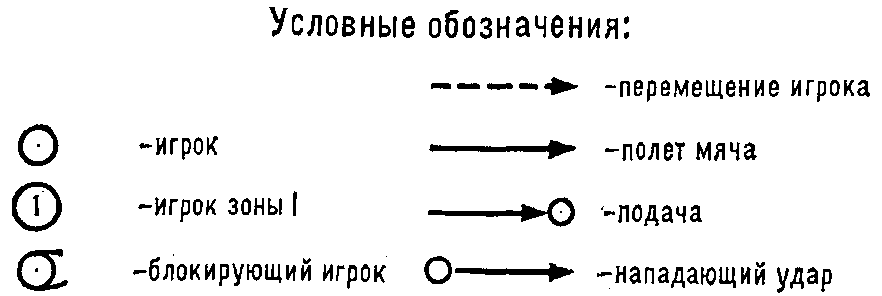 Условные обозначения:
-перемещение игрока
-игрок
-полет мяча
I
-игрок зоны I
-подача
-блокирующий игрок
-нападающий удар